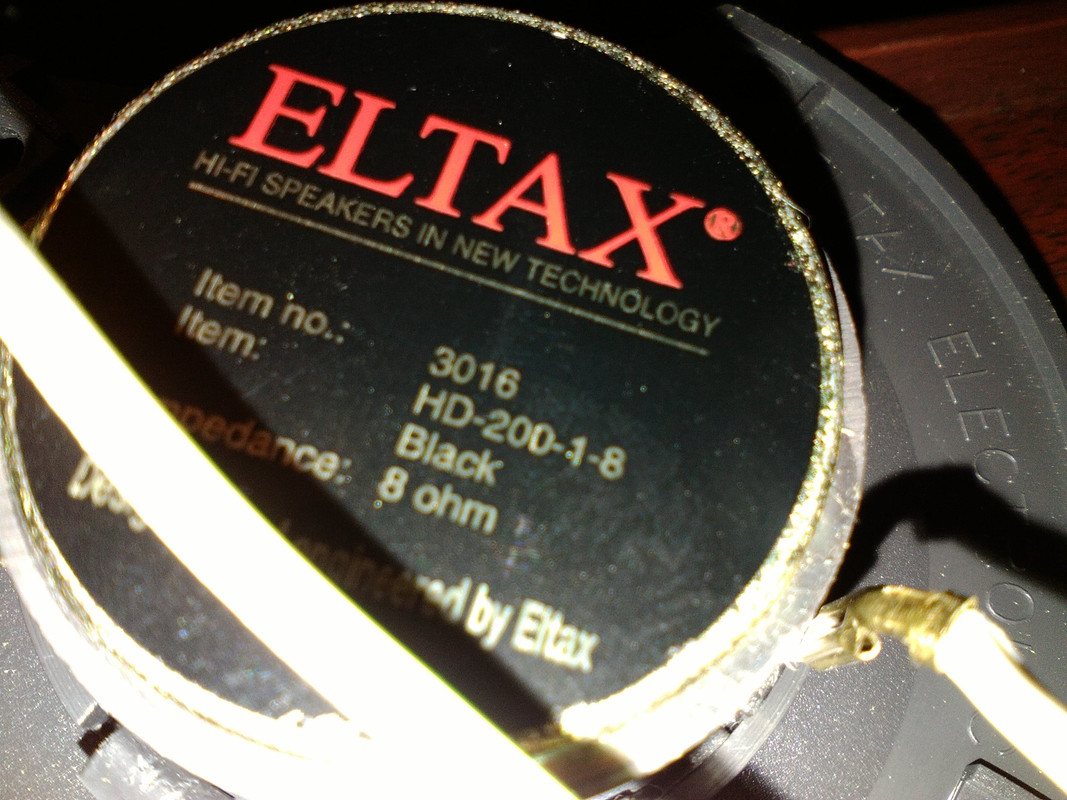 ELTAX®
HI-FI SPEAKERS IN NEW TECHNOLOGY
Item no.: 3016
Item: HD-200-1-8
Black
8 ohm
engineered by Eltax